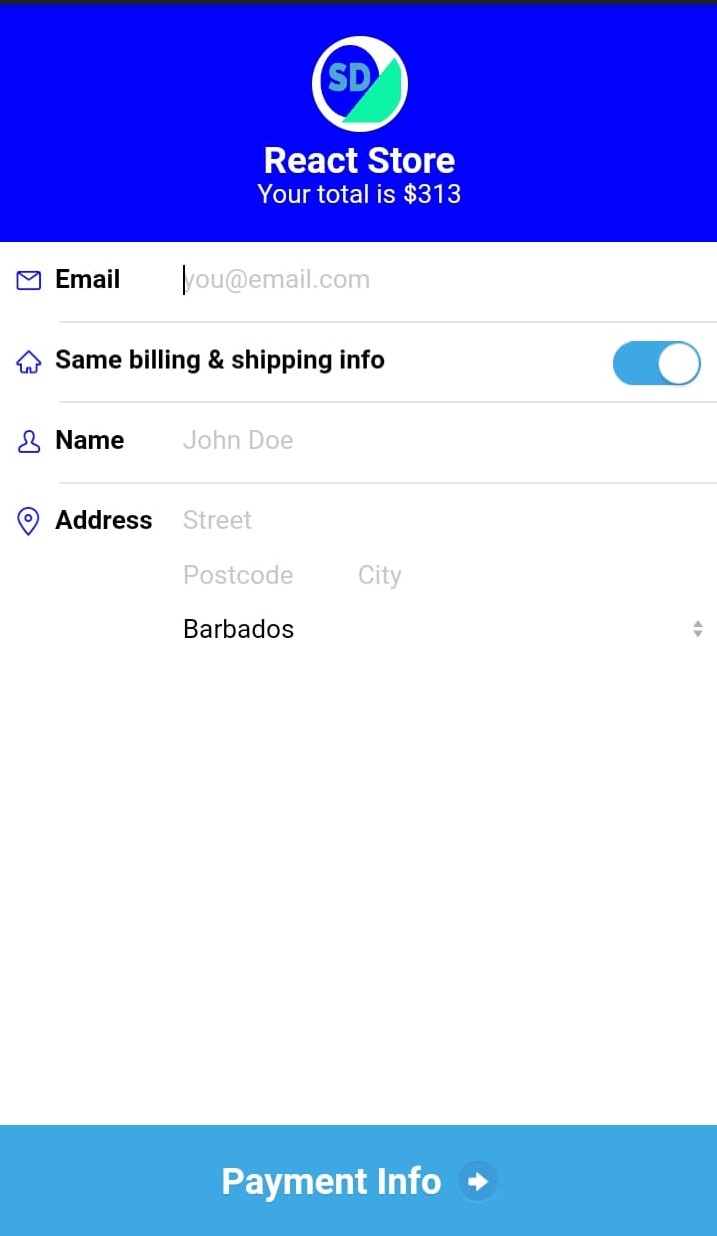 SD
React Store
Your total is $313
Email you@email.com
Same billing & shipping info
Name John Doe
Address Street
Postcode City
Barbados
Payment Info